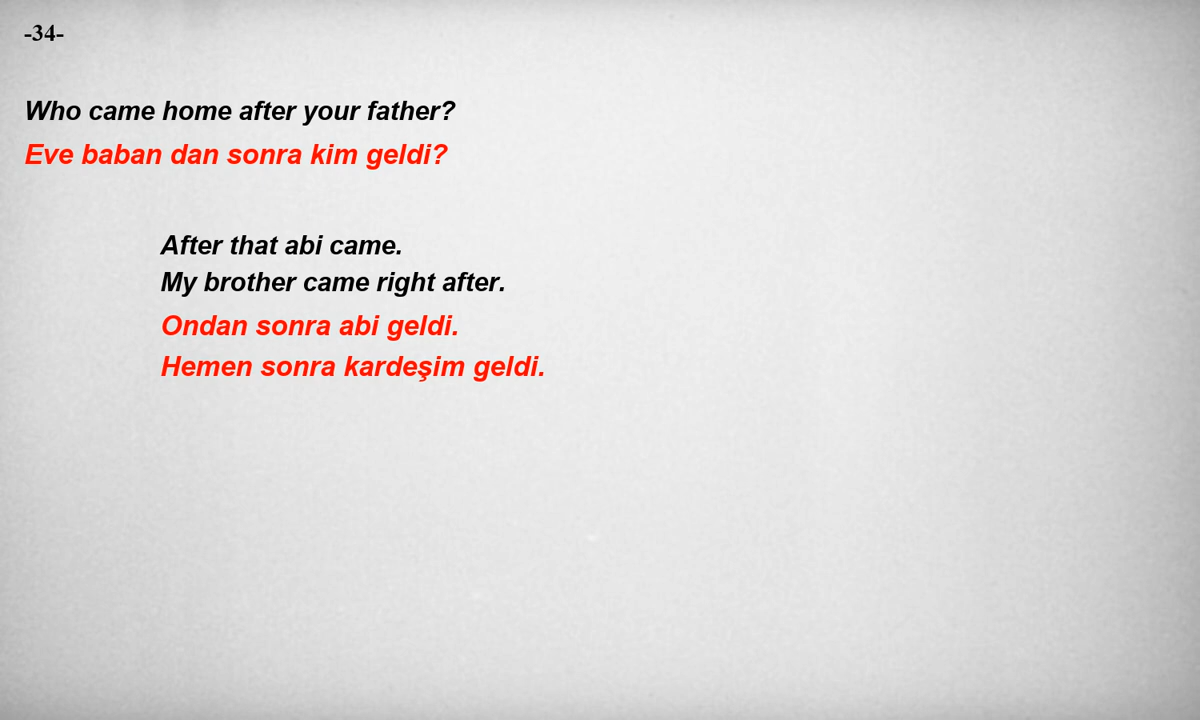 -34-
Who came home after your father?
Eve baban dan sonra kim geldi?
After that abi came.
My brother came right after.
Ondan sonra abi geldi.
Hemen sonra kardeşim geldi.